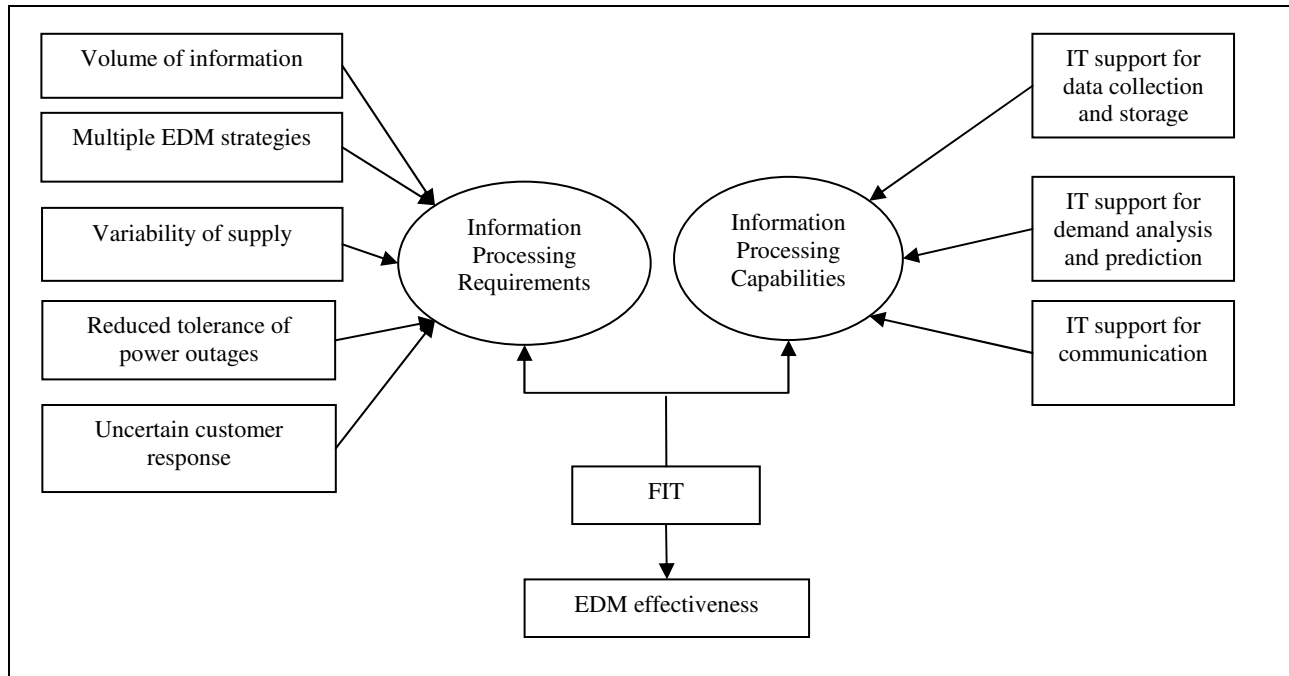 Volume of information
Multiple EDM strategies
Variability of supply
Reduced tolerance of
power outages
Uncertain customer
response
Information
Processing
Requirements
Information
Processing
Capabilities
IT support for
data collection
and storage
IT support for
demand analysis
and prediction
IT support for
communication
FIT
EDM effectiveness